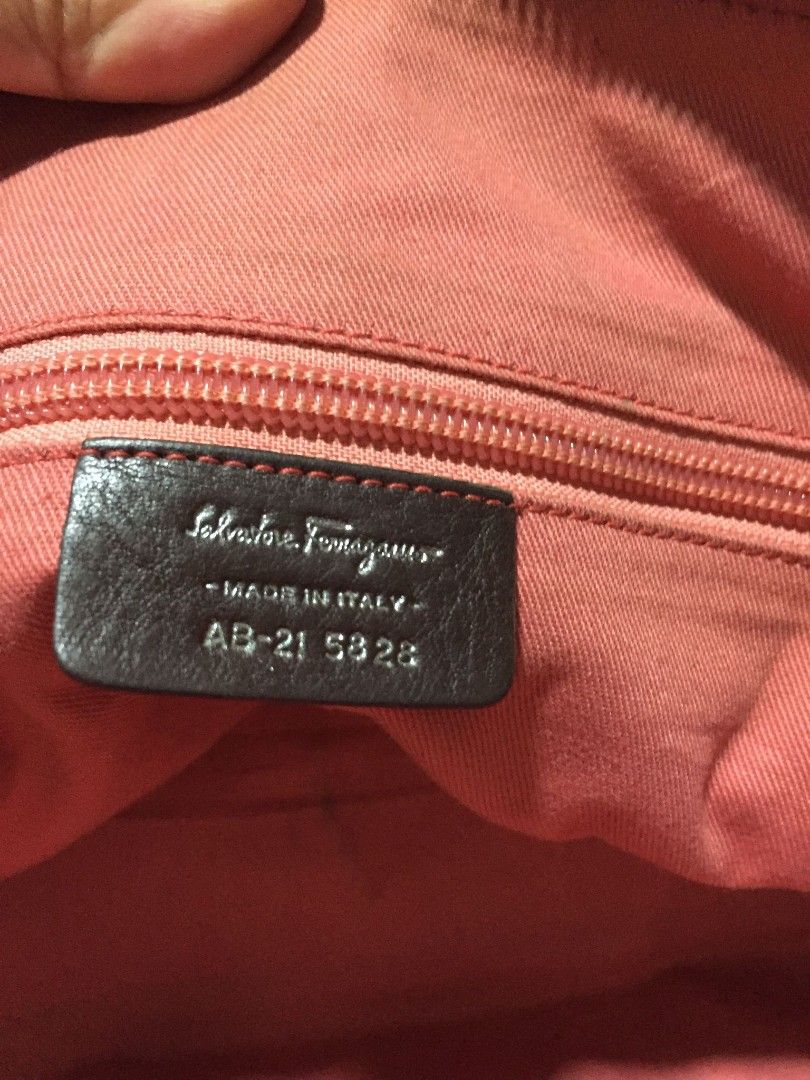 Salvatore Ferragamo
-MADE IN ITALY-
AB-21 5828